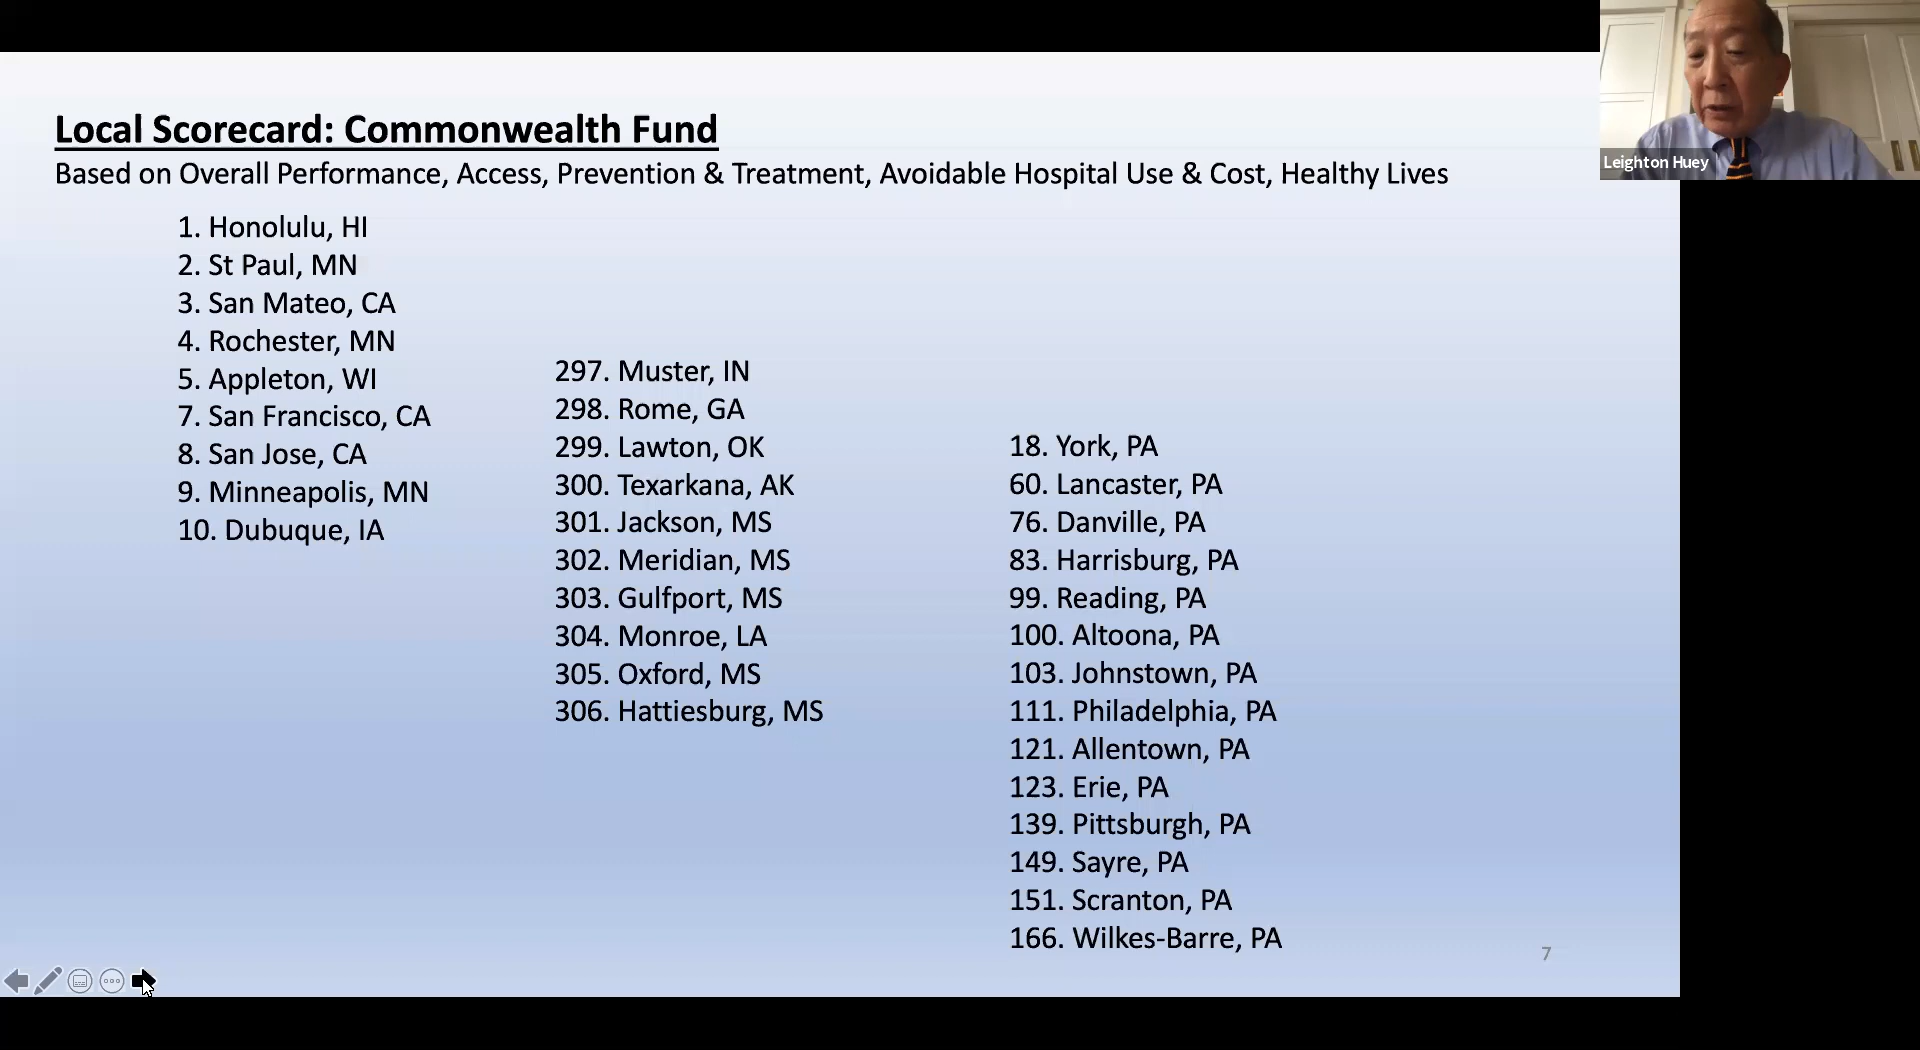 Local Scorecard: Commonwealth Fund
Based on Overall Performance, Access, Prevention & Treatment, Avoidable Hospital Use & Cost, Healthy Lives
1. Honolulu, HI
2. St Paul, MN
3. San Mateo, CA
4. Rochester, MN
5. Appleton, WI
7. San Francisco, CA
8. San Jose, CA
9. Minneapolis, MN
10. Dubuque, IA
297. Muster, IN
298. Rome, GA
299. Lawton, OK
300. Texarkana, AK
301. Jackson, MS
302. Meridian, MS
303. Gulfport, MS
304. Monroe, LA
305. Oxford, MS
306. Hattiesburg, MS
18. York, PA
60. Lancaster, PA
76. Danville, PA
83. Harrisburg, PA
99. Reading, PA
100. Altoona, PA
103. Johnstown, PA
111. Philadelphia, PA
121. Allentown, PA
123. Erie, PA
139. Pittsburgh, PA
149. Sayre, PA
151. Scranton, PA
166. Wilkes-Barre, PA
7
Leighton Huey